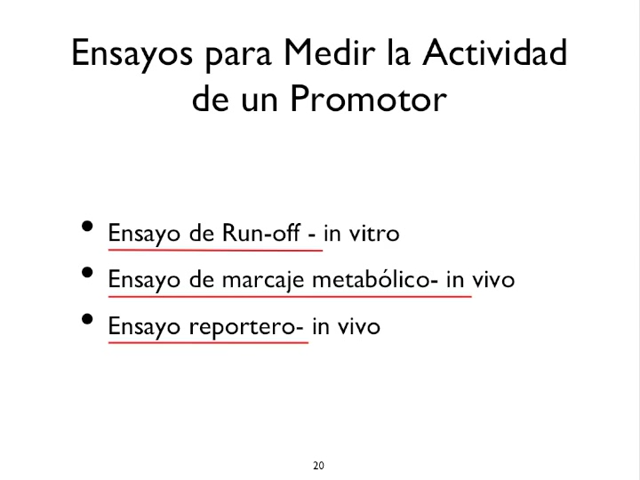 Ensayos para Medir la Actividad
de un Promotor
• Ensayo de Run-off - in vitro
• Ensayo de marcaje metabólico- in vivo
• Ensayo reportero- in vivo
20